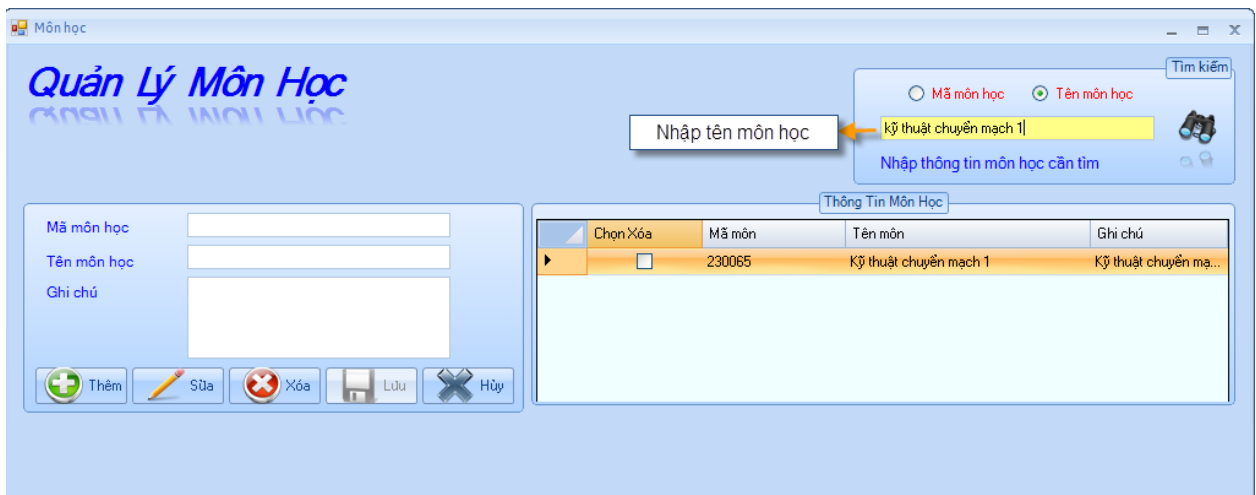 Môn học
Quản Lý Môn Học
Tìm kiếm
Mã môn học
Tên môn học
Nhập tên môn học
kỹ thuật chuyển mạch 1
Nhập thông tin môn học cần tìm
Mã môn học
Tên môn học
Ghi chú
Thêm
Sửa
Xóa
Lưu
Hủy
Thông Tin Môn Học
Chọn Xóa Mã môn Tên môn Ghi chú
230065 Kỹ thuật chuyển mạch 1 Kỹ thuật chuyển mạ...